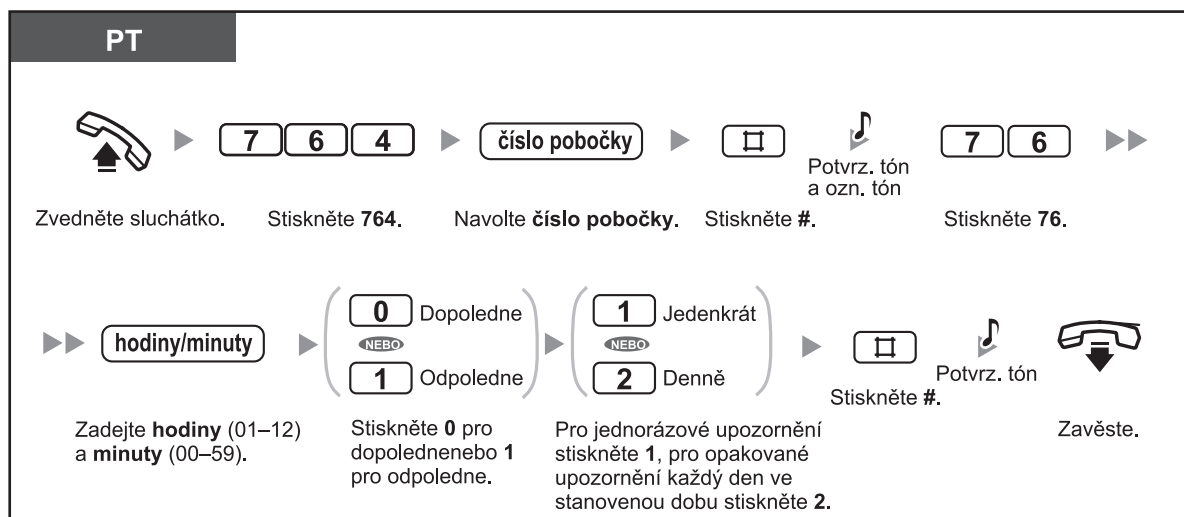 PT
7 6 4
číslo pobočky
Potvrz. tón
a ozn. tón
7 6
Zvedněte sluchátko.
Stiskněte 764.
Navolte číslo pobočky.
Stiskněte #.
Stiskněte 76.
hodiny/minuty
0 Dopoledne
NEBO
1 Odpoledne
1 Jedenkrát
NEBO
2 Denně
Potvrz. tón
Zadejte hodiny (01–12)
a minuty (00–59).
Stiskněte 0 pro
dopolednenebo 1
pro odpoledne.
Pro jednorázové upozornění
stiskněte 1, pro opakované
upozornění každý den ve
stanovenou dobu stiskněte 2.
Stiskněte #.
Zavěste.